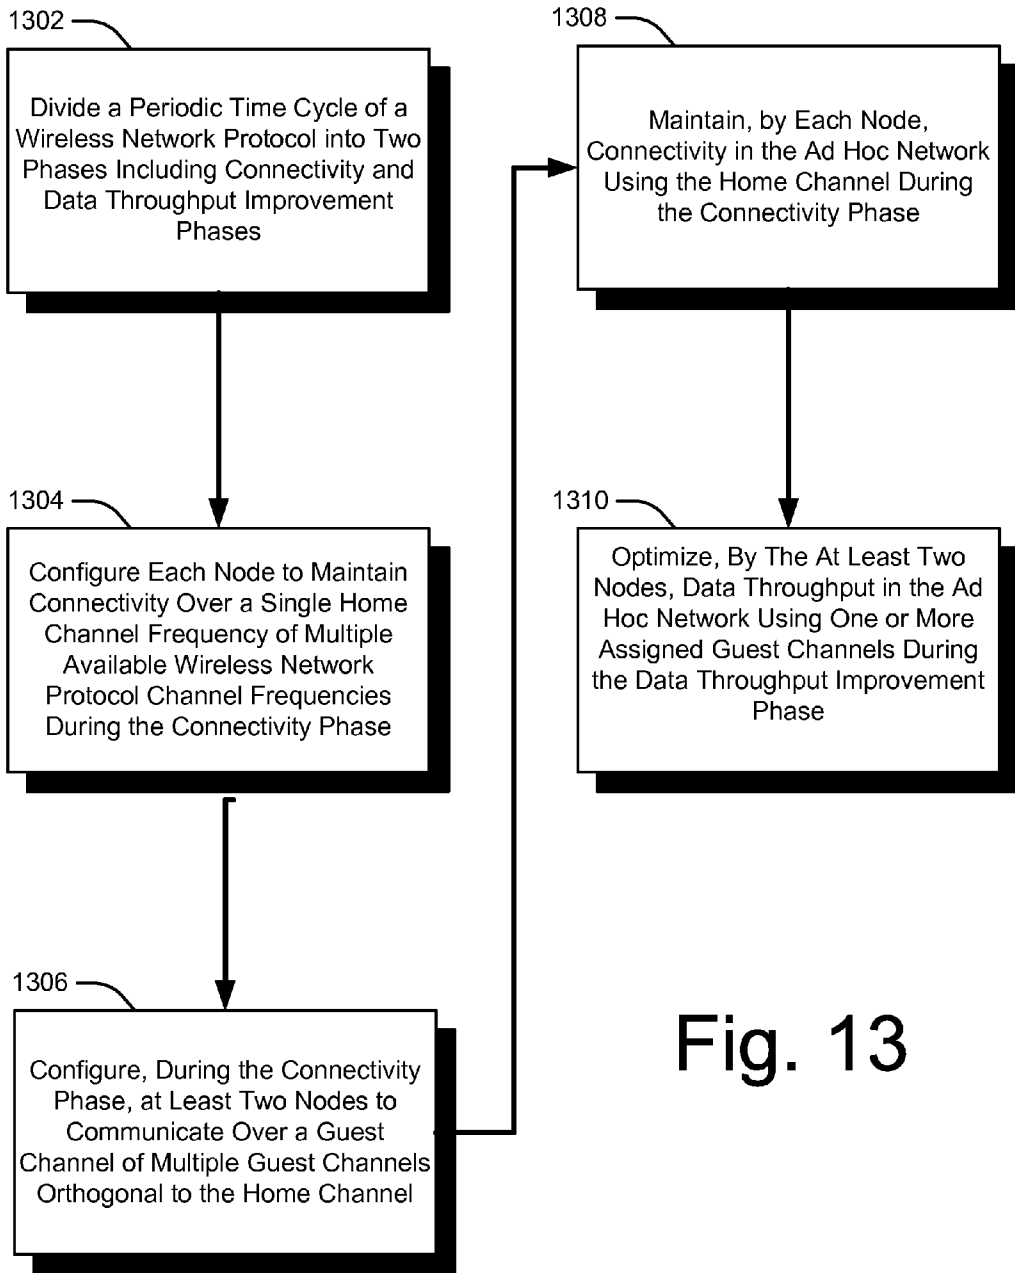 1302
Divide a Periodic Time Cycle of a
Wireless Network Protocol into Two
Phases Including Connectivity and
Data Throughput Improvement
Phases
1304
Configure Each Node to Maintain
Connectivity Over a Single Home
Channel Frequency of Multiple
Available Wireless Network
Protocol Channel Frequencies
During the Connectivity Phase
1306
Configure, During the Connectivity
Phase, at Least Two Nodes to
Communicate Over a Guest
Channel of Multiple Guest Channels
Orthogonal to the Home Channel
1308
Maintain, by Each Node,
Connectivity in the Ad Hoc Network
Using the Home Channel During
the Connectivity Phase
1310
Optimize, By The At Least Two
Nodes, Data Throughput in the Ad
Hoc Network Using One or More
Assigned Guest Channels During
the Data Throughput Improvement
Phase
Fig. 13